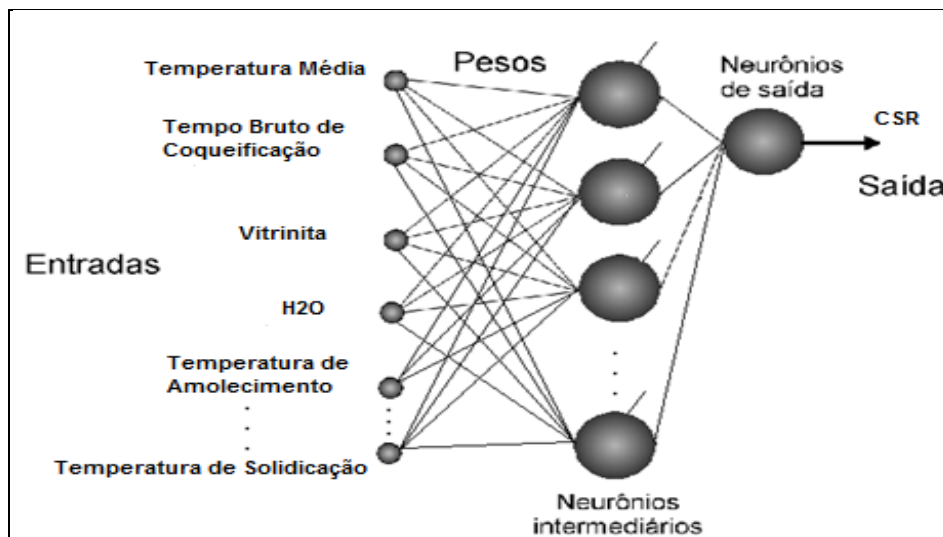 Temperatura Média
Pesos
Neurônios
de saída
CSR
Tempo Bruto de
Coqueificação
Saída
Vitrinita
Entradas
H2O
Temperatura de
Amolecimento
Temperatura de Solidicação
Neurônios
intermediários